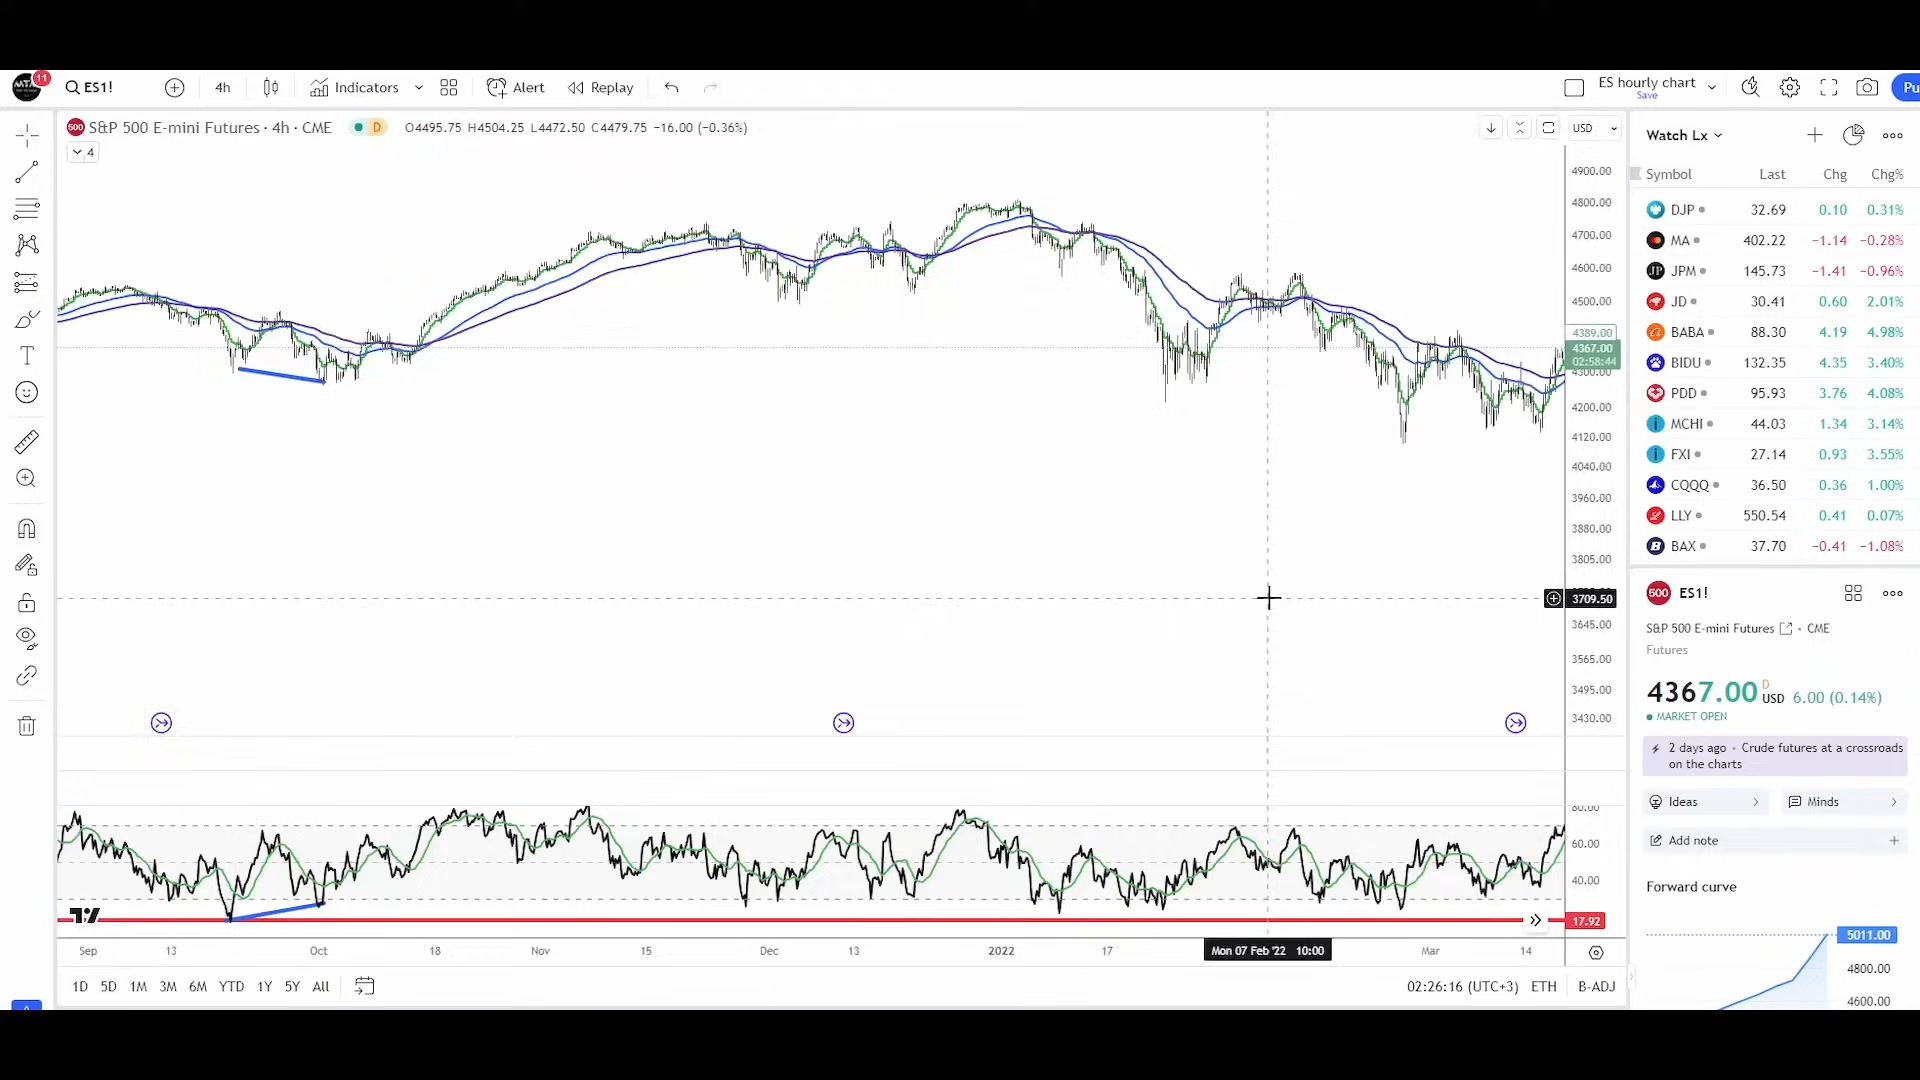 11
ES1!
4h
Indicators
Alert
Replay
ES hourly chart
Save
Pu
500 S&P 500 E-mini Futures · 4h · CME
D
O4495.75 H4504.25 L4472.50 C4479.75 −16.00 (−0.36%)
USD
4
4900.00
4800.00
4700.00
4600.00
4500.00
4389.00
4367.00
02:58:44
4300.00
4200.00
4120.00
4040.00
3960.00
3880.00
3805.00
3709.50
3645.00
3565.00
3495.00
3430.00
80.00
60.00
40.00
17.92
Sep 13 Oct 18 Nov 15 Dec 13 2022 17 Mon 07 Feb '22 10:00 Mar 14
1D 5D 1M 3M 6M YTD 1Y 5Y All
02:26:16 (UTC+3) ETH B-ADJ
Watch Lx
Symbol Last Chg Chg%
DJP 32.69 0.10 0.31%
MA 402.22 −1.14 −0.28%
JPM 145.73 −1.41 −0.96%
JD 30.41 0.60 2.01%
BABA 88.30 4.19 4.98%
BIDU 132.35 4.35 3.40%
PDD 95.93 3.76 4.08%
MCHI 44.03 1.34 3.14%
FXI 27.14 0.93 3.55%
CQQQ 36.50 0.36 1.00%
LLY 550.54 0.41 0.07%
BAX 37.70 −0.41 −1.08%
500 ES1!
S&P 500 E-mini Futures · CME
Futures
4367.00 D USD 6.00 (0.14%)
MARKET OPEN
2 days ago · Crude futures at a crossroads
on the charts
Ideas
Minds
Add note
Forward curve
5011.00
4800.00
4600.00